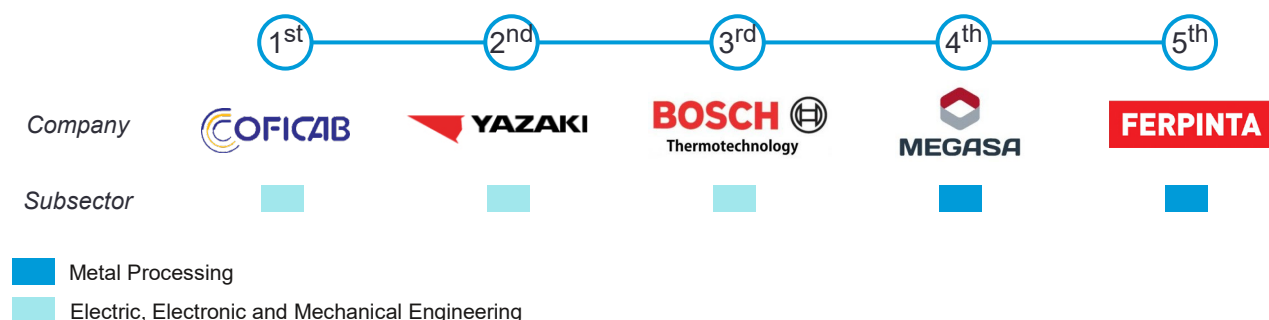 1st 2nd 3rd 4th 5th
Company COFICAB YAZAKI BOSCH Thermotechnology MEGASA FERPINTA
Subsector
Metal Processing
Electric, Electronic and Mechanical Engineering